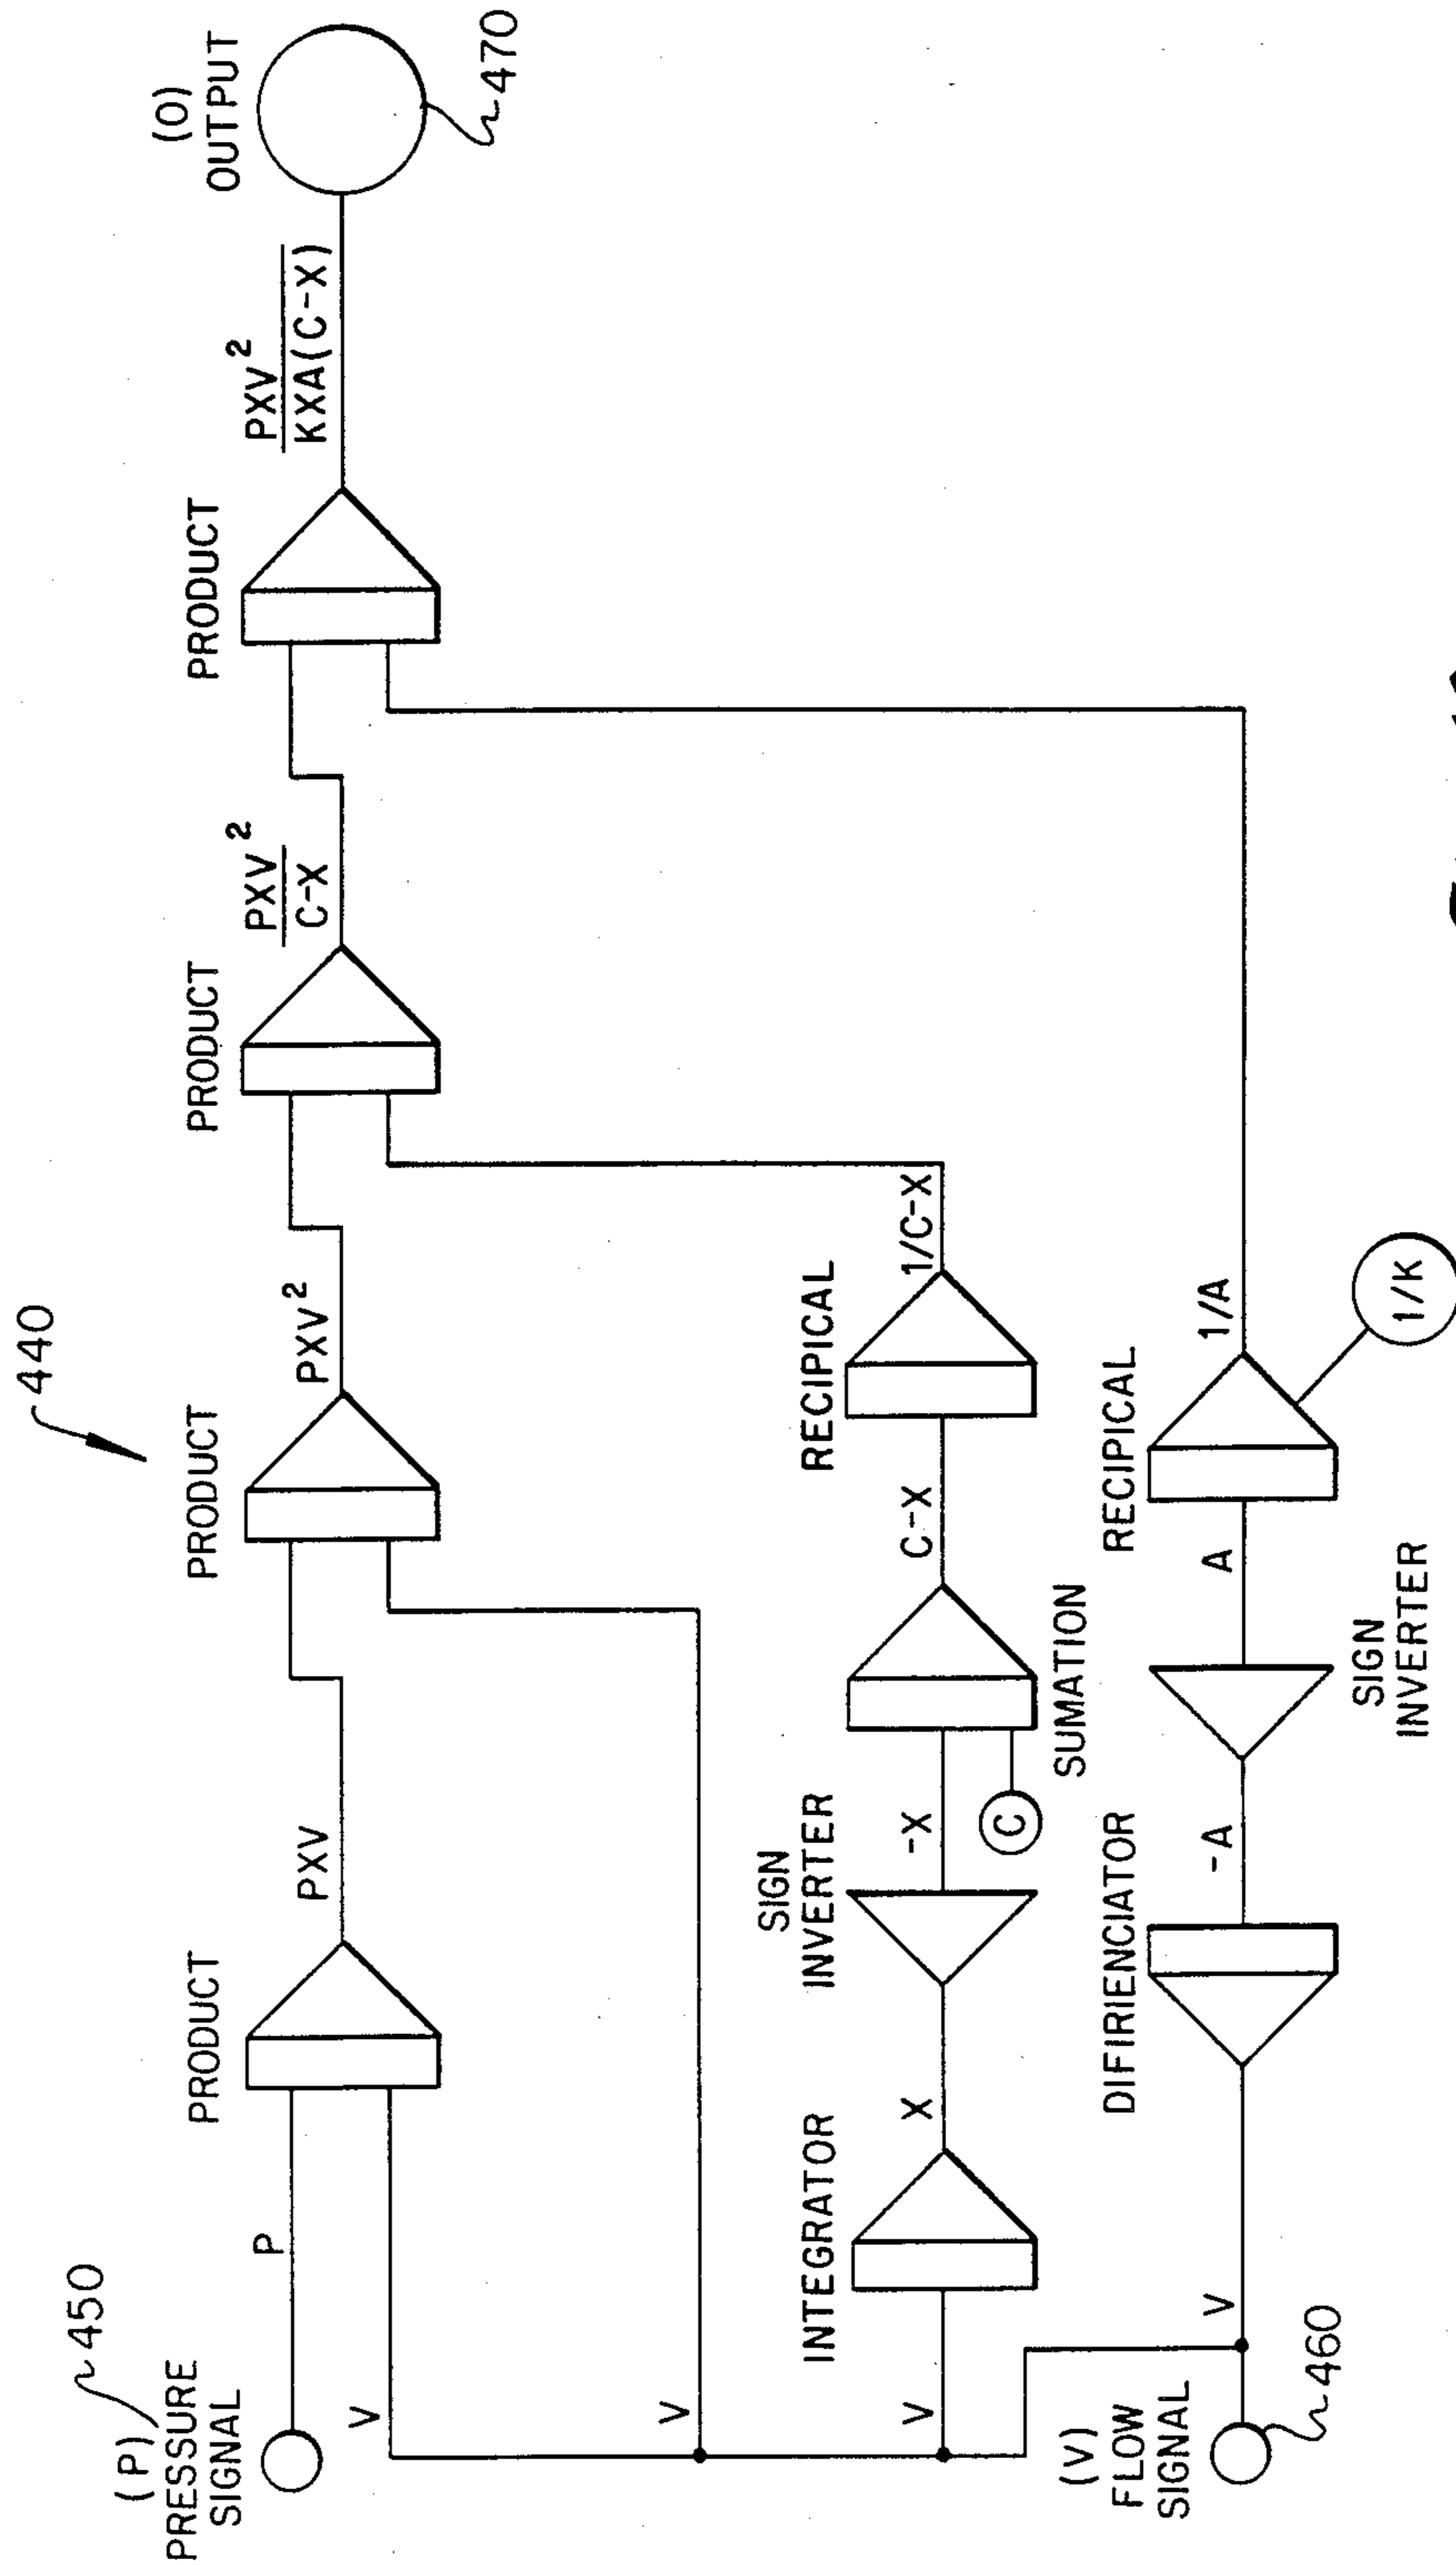 440
(P)
PRESSURE
SIGNAL
450
P
V
PRODUCT
PXV
PRODUCT
PXV²
PRODUCT
PXV²
C-X
PRODUCT
PXV²
KXA(C-X)
(O)
OUTPUT
470
V
V
INTEGRATOR
X
SIGN
INVERTER
-X
C
SUMATION
C-X
RECIPICAL
1/C-X
(V)
FLOW
SIGNAL
460
V
DIFIRIENCIATOR
-A
SIGN
INVERTER
A
RECIPICAL
1/A
1/K